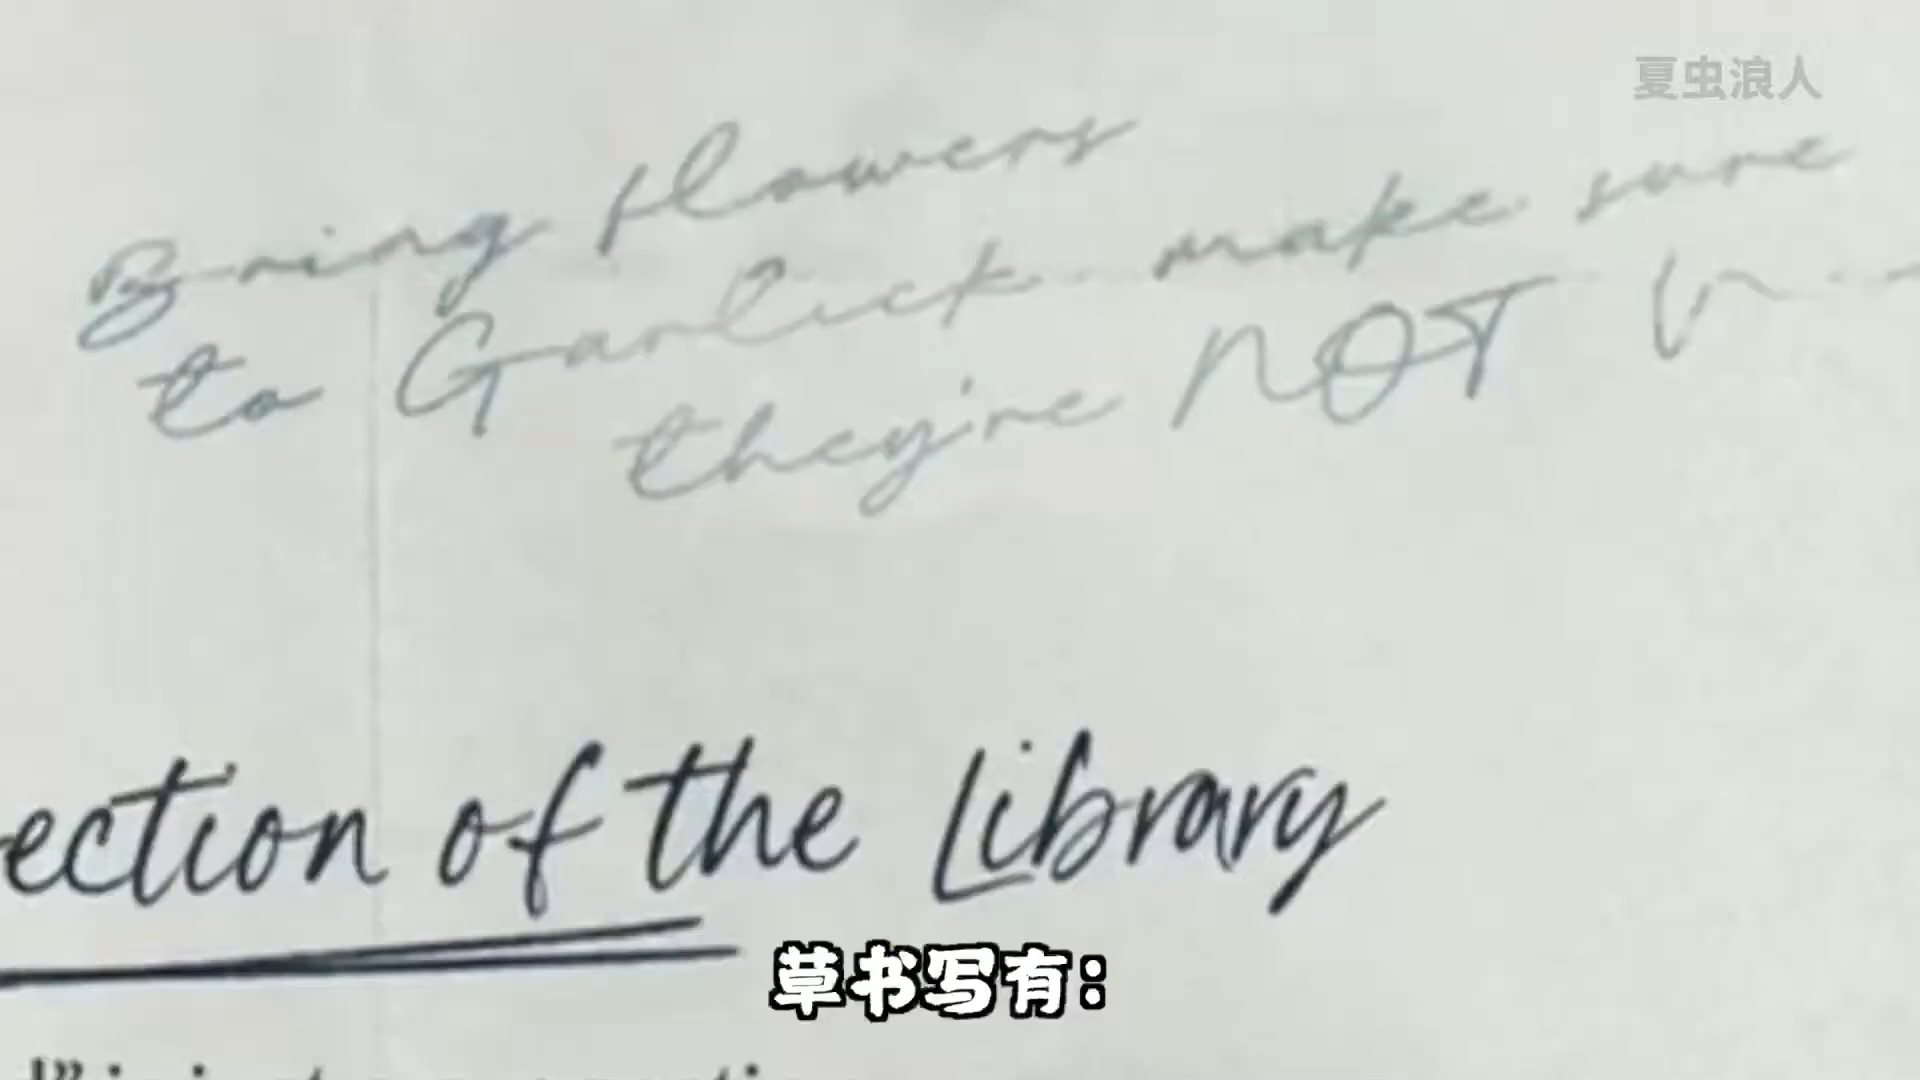 夏虫浪人
Bring flowers
to Garlick make sure
they're NOT
ection of the Library
草书写有：